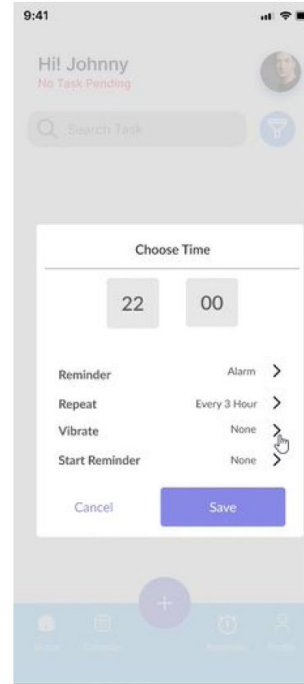 9:41
Hi! Johnny
No Task Pending
Search Task
Choose Time
22 00
Reminder Alarm
Repeat Every 3 Hour
Vibrate None
Start Reminder None
Cancel Save